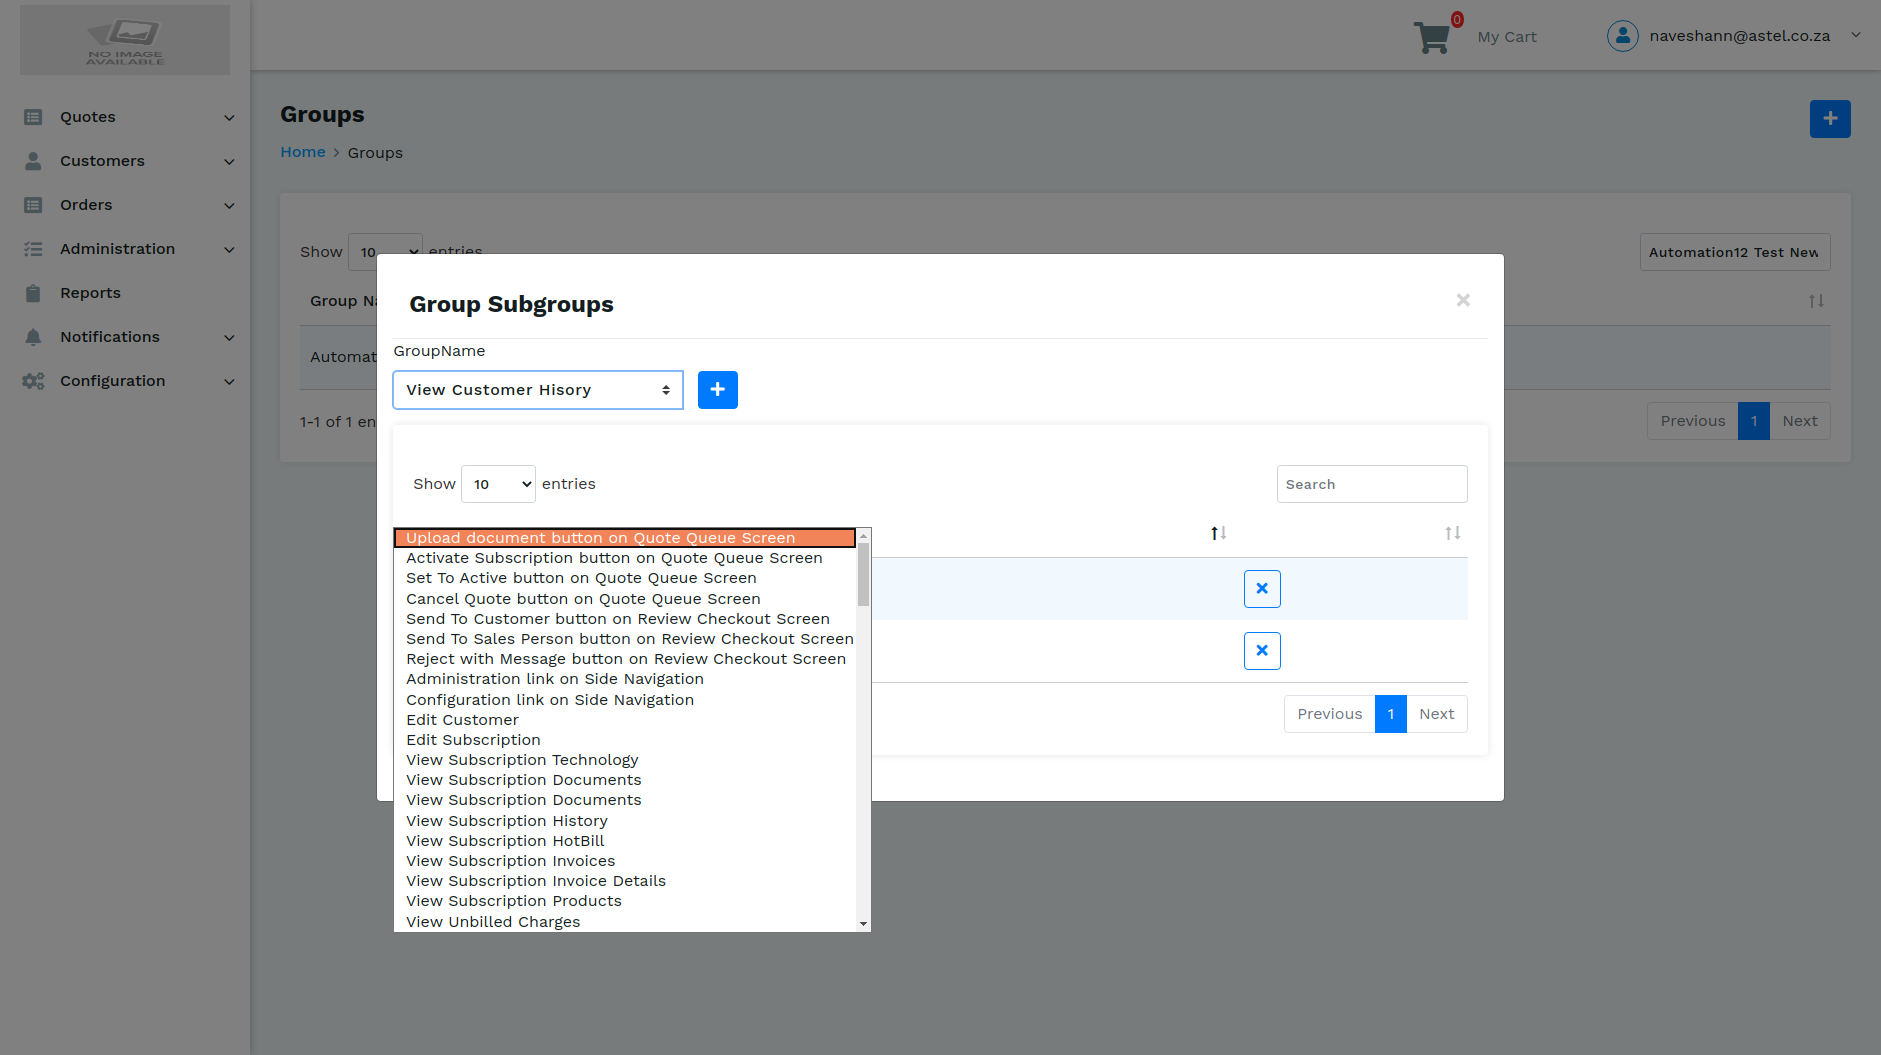 NO IMAGE
AVAILABLE
0
My Cart
naveshann@astel.co.za
Quotes
Customers
Orders
Administration
Reports
Notifications
Configuration
Groups
Home > Groups
Show 10 entries
Automation12 Test New
Group Na
Automat
1-1 of 1 en
Previous 1 Next
Group Subgroups
GroupName
View Customer Hisory
Show 10 entries
Search
Upload document button on Quote Queue Screen
Activate Subscription button on Quote Queue Screen
Set To Active button on Quote Queue Screen
Cancel Quote button on Quote Queue Screen
Send To Customer button on Review Checkout Screen
Send To Sales Person button on Review Checkout Screen
Reject with Message button on Review Checkout Screen
Administration link on Side Navigation
Configuration link on Side Navigation
Edit Customer
Edit Subscription
View Subscription Technology
View Subscription Documents
View Subscription Documents
View Subscription History
View Subscription HotBill
View Subscription Invoices
View Subscription Invoice Details
View Subscription Products
View Unbilled Charges
Previous 1 Next